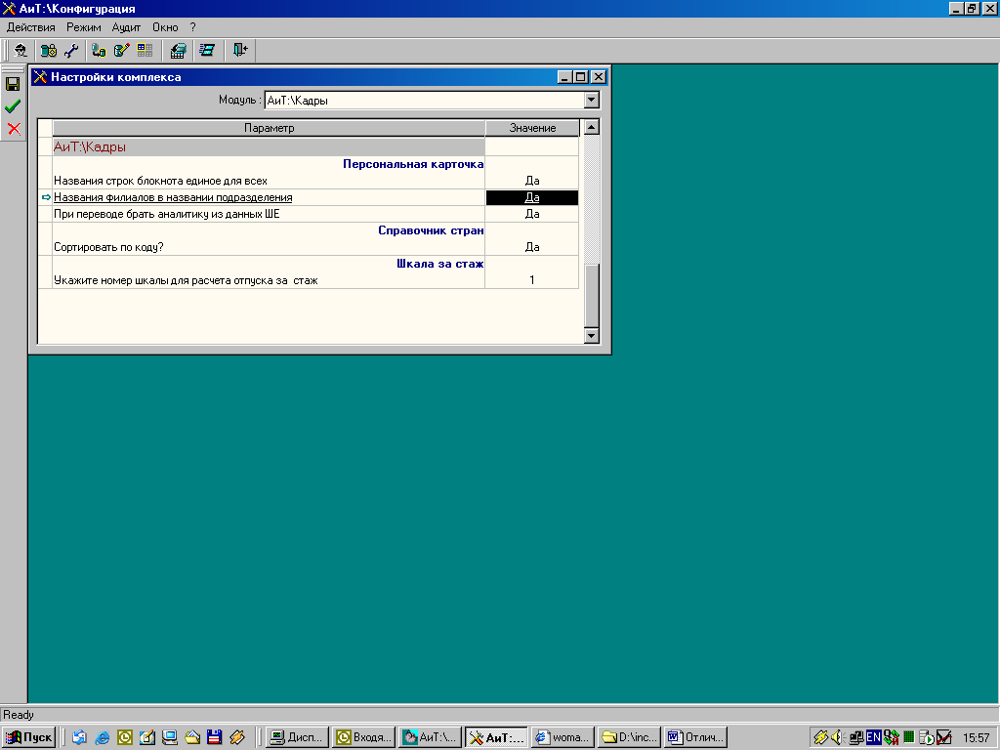 АиТ:\Конфигурация
Действия Режим Аудит Окно ?
Настройки комплекса
Модуль : АиТ:\Кадры
Параметр Значение
АиТ:\Кадры
Персональная карточка
Названия строк блокнота единое для всех Да
Названия филиалов в названии подразделения Да
При переводе брать аналитику из данных ШЕ Да
Справочник стран
Сортировать по коду? Да
Шкала за стаж
Укажите номер шкалы для расчета отпуска за стаж 1
Ready
Пуск Дисп... Входя... АиТ:\... АиТ:... woma... D:\inc... Отлич... EN 15:57